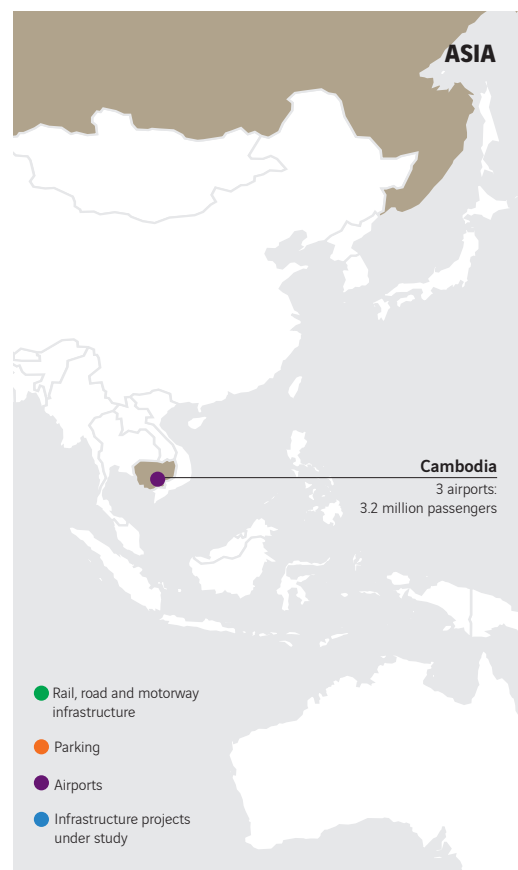 ASIA
Cambodia
3 airports:
3.2 million passengers
Rail, road and motorway
infrastructure
Parking
Airports
Infrastructure projects
under study